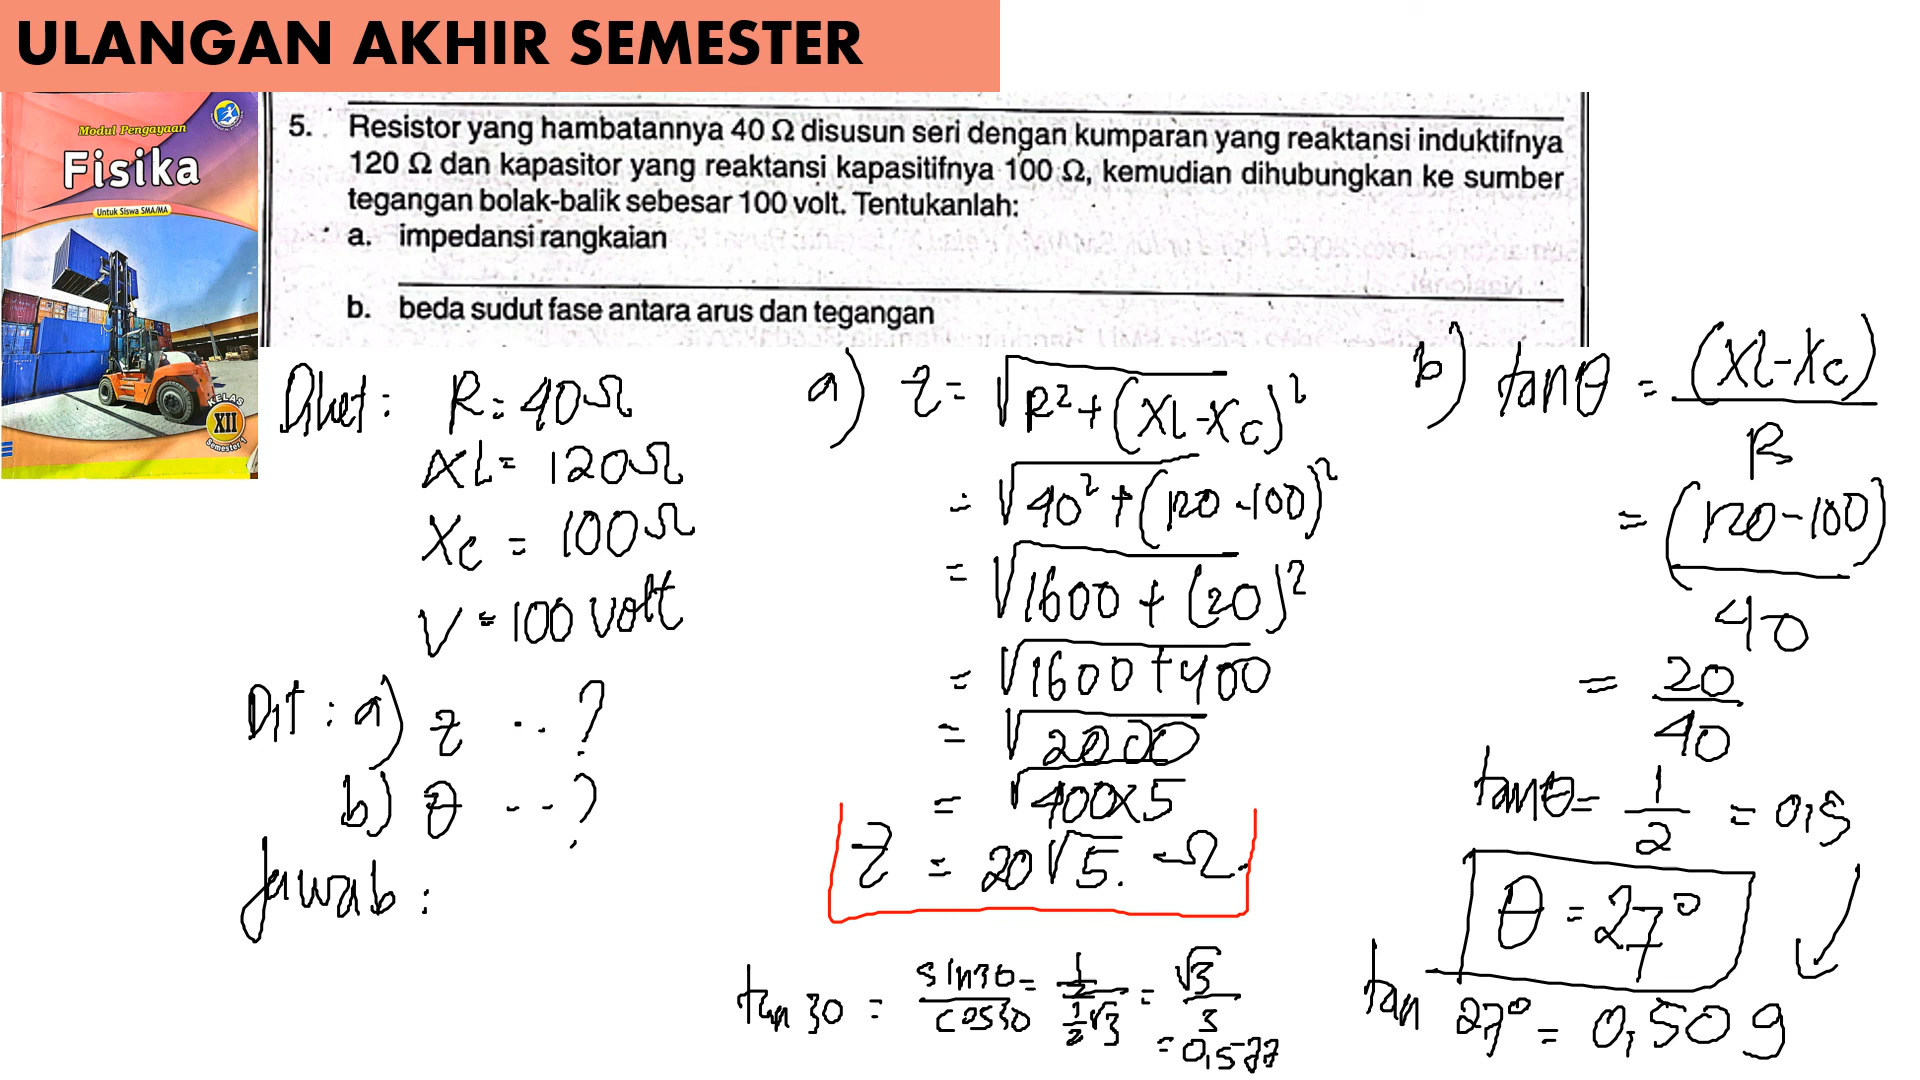 ULANGAN AKHIR SEMESTER
Modul Pengayaan
Fisika
Untuk Siswa SMA/MA
KELAS
XII
Semester 1
5. Resistor yang hambatannya 40 Ω disusun seri dengan kumparan yang reaktansi induktifnya
120 Ω dan kapasitor yang reaktansi kapasitifnya 100 Ω, kemudian dihubungkan ke sumber
tegangan bolak-balik sebesar 100 volt. Tentukanlah:
a. impedansi rangkaian
b. beda sudut fase antara arus dan tegangan
Diket : R = 40 Ω
XL = 120 Ω
Xc = 100 Ω
V = 100 volt
Dit : a) z ... ?
b) θ ... ?
Jawab :
a) z = √R² + (XL - Xc)²
= √40² + (120 - 100)²
= √1600 + (20)²
= √1600 + 400
= √2000
= √400 x 5
z = 20√5. Ω.
b) tan θ = (XL - Xc) / R
= (120 - 100) / 40
= 20 / 40
tan θ = 1/2 = 0,5
θ = 27°
tan 27° = 0,509
tan 30 = sin 30 / cos 30 = 1/2 / 1/2√3 = √3 / 3
= 0,577